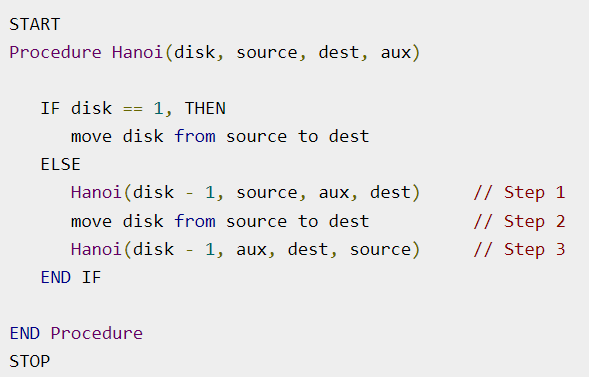 START
Procedure Hanoi(disk, source, dest, aux)
IF disk == 1, THEN
move disk from source to dest
ELSE
Hanoi(disk - 1, source, aux, dest) // Step 1
move disk from source to dest // Step 2
Hanoi(disk - 1, aux, dest, source) // Step 3
END IF
END Procedure
STOP